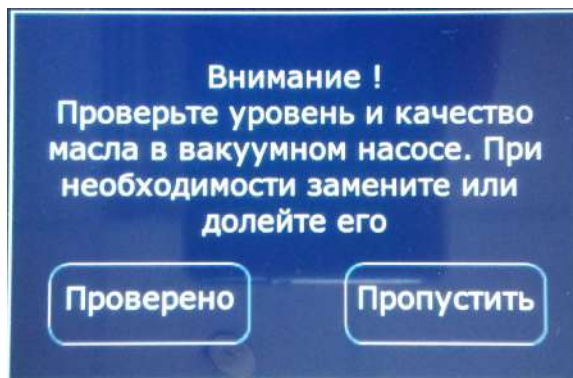 Внимание !
Проверьте уровень и качество
масла в вакуумном насосе. При
необходимости замените или
долейте его
Проверено
Пропустить